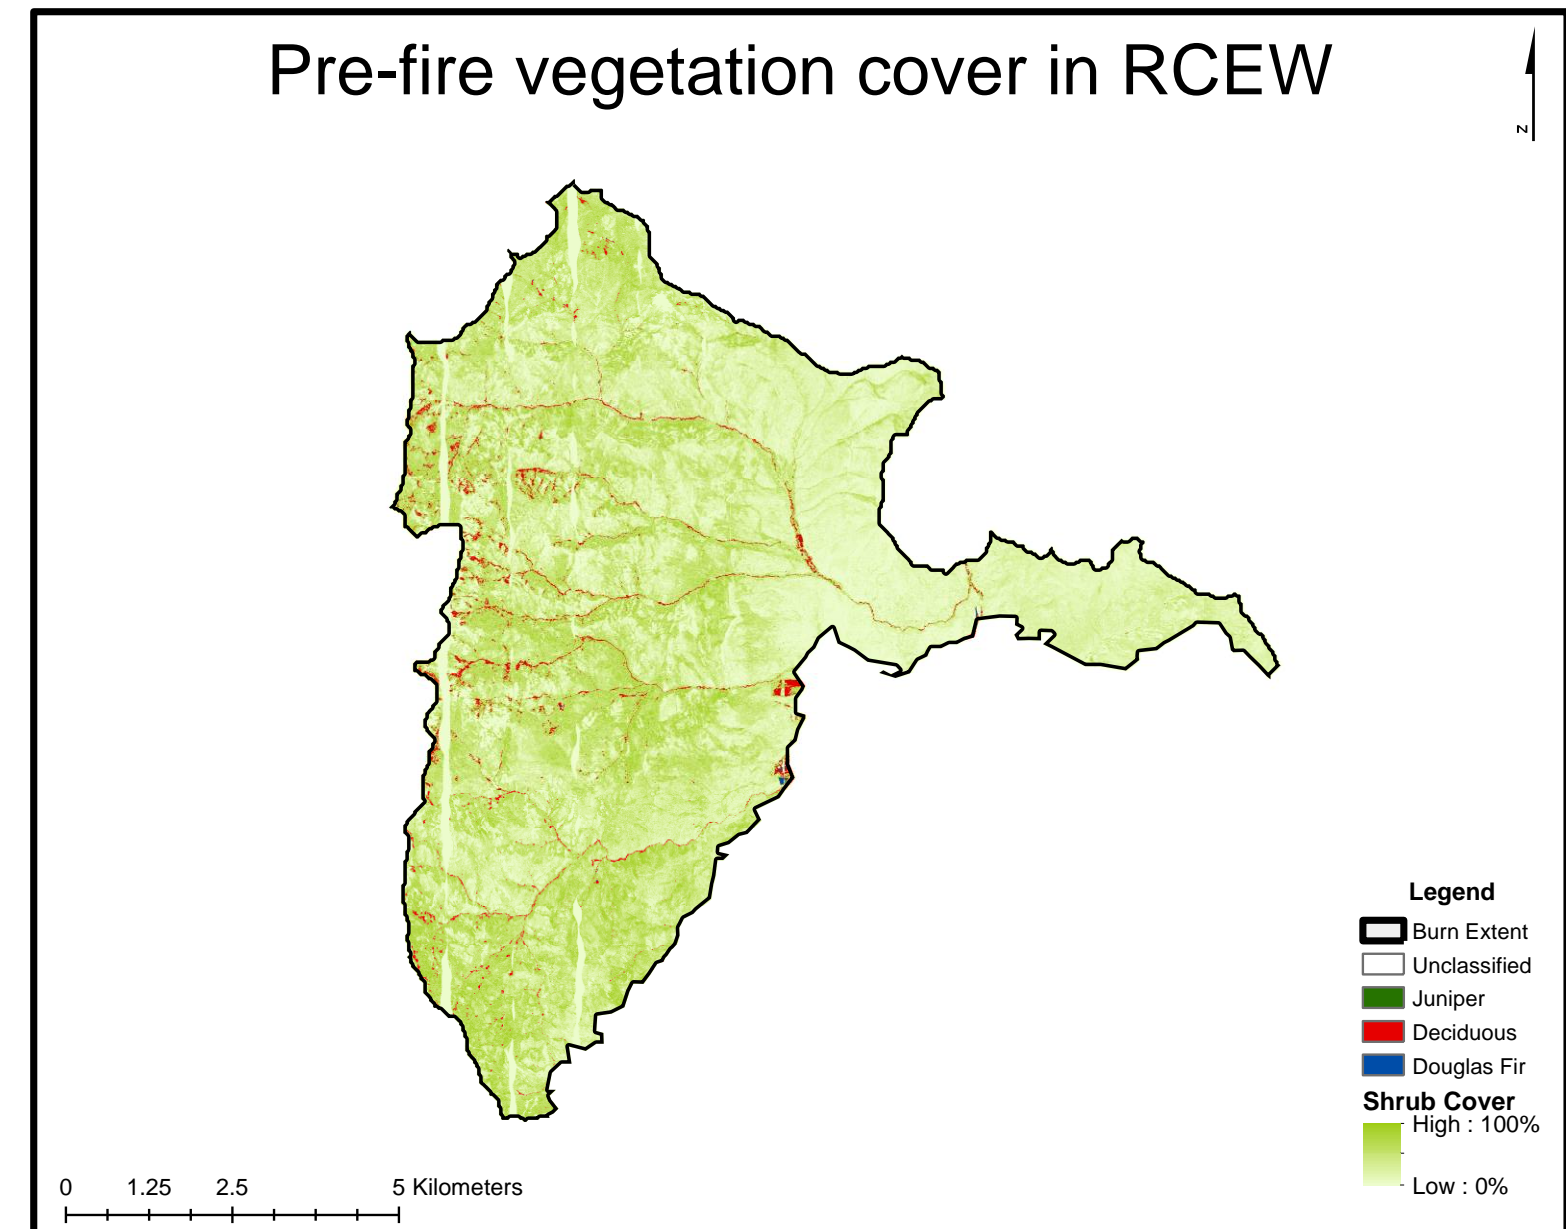 Pre-fire vegetation cover in RCEW
N
Legend
Burn Extent
Unclassified
Juniper
Deciduous
Douglas Fir
Shrub Cover
High : 100%
Low : 0%
0 1.25 2.5 5 Kilometers